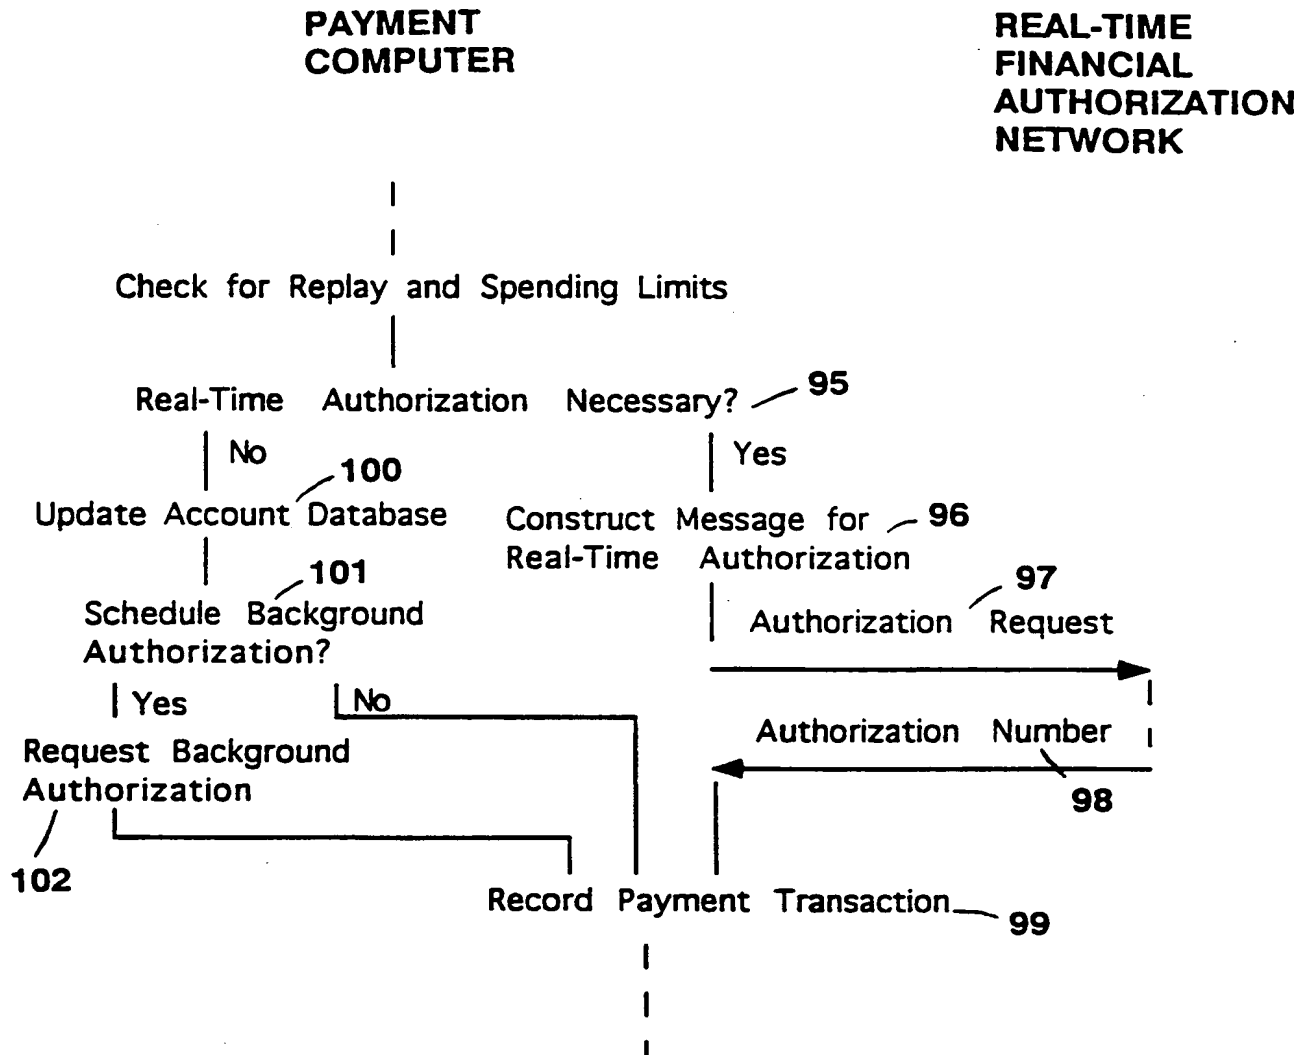 PAYMENT
COMPUTER
REAL-TIME
FINANCIAL
AUTHORIZATION
NETWORK
Check for Replay and Spending Limits
Real-Time Authorization Necessary?
95
No
Yes
100
Update Account Database
Construct Message for
Real-Time Authorization
96
101
Schedule Background
Authorization?
97
Authorization Request
Yes
No
Authorization Number
98
Request Background
Authorization
102
Record Payment Transaction
99